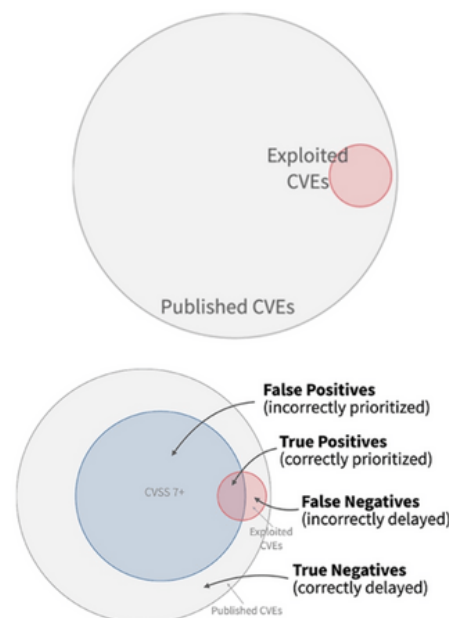 Exploited
CVEs
Published CVEs
False Positives
(incorrectly prioritized)
True Positives
(correctly prioritized)
CVSS 7+
False Negatives
(incorrectly delayed)
Exploited
CVEs
True Negatives
(correctly delayed)
Published CVEs